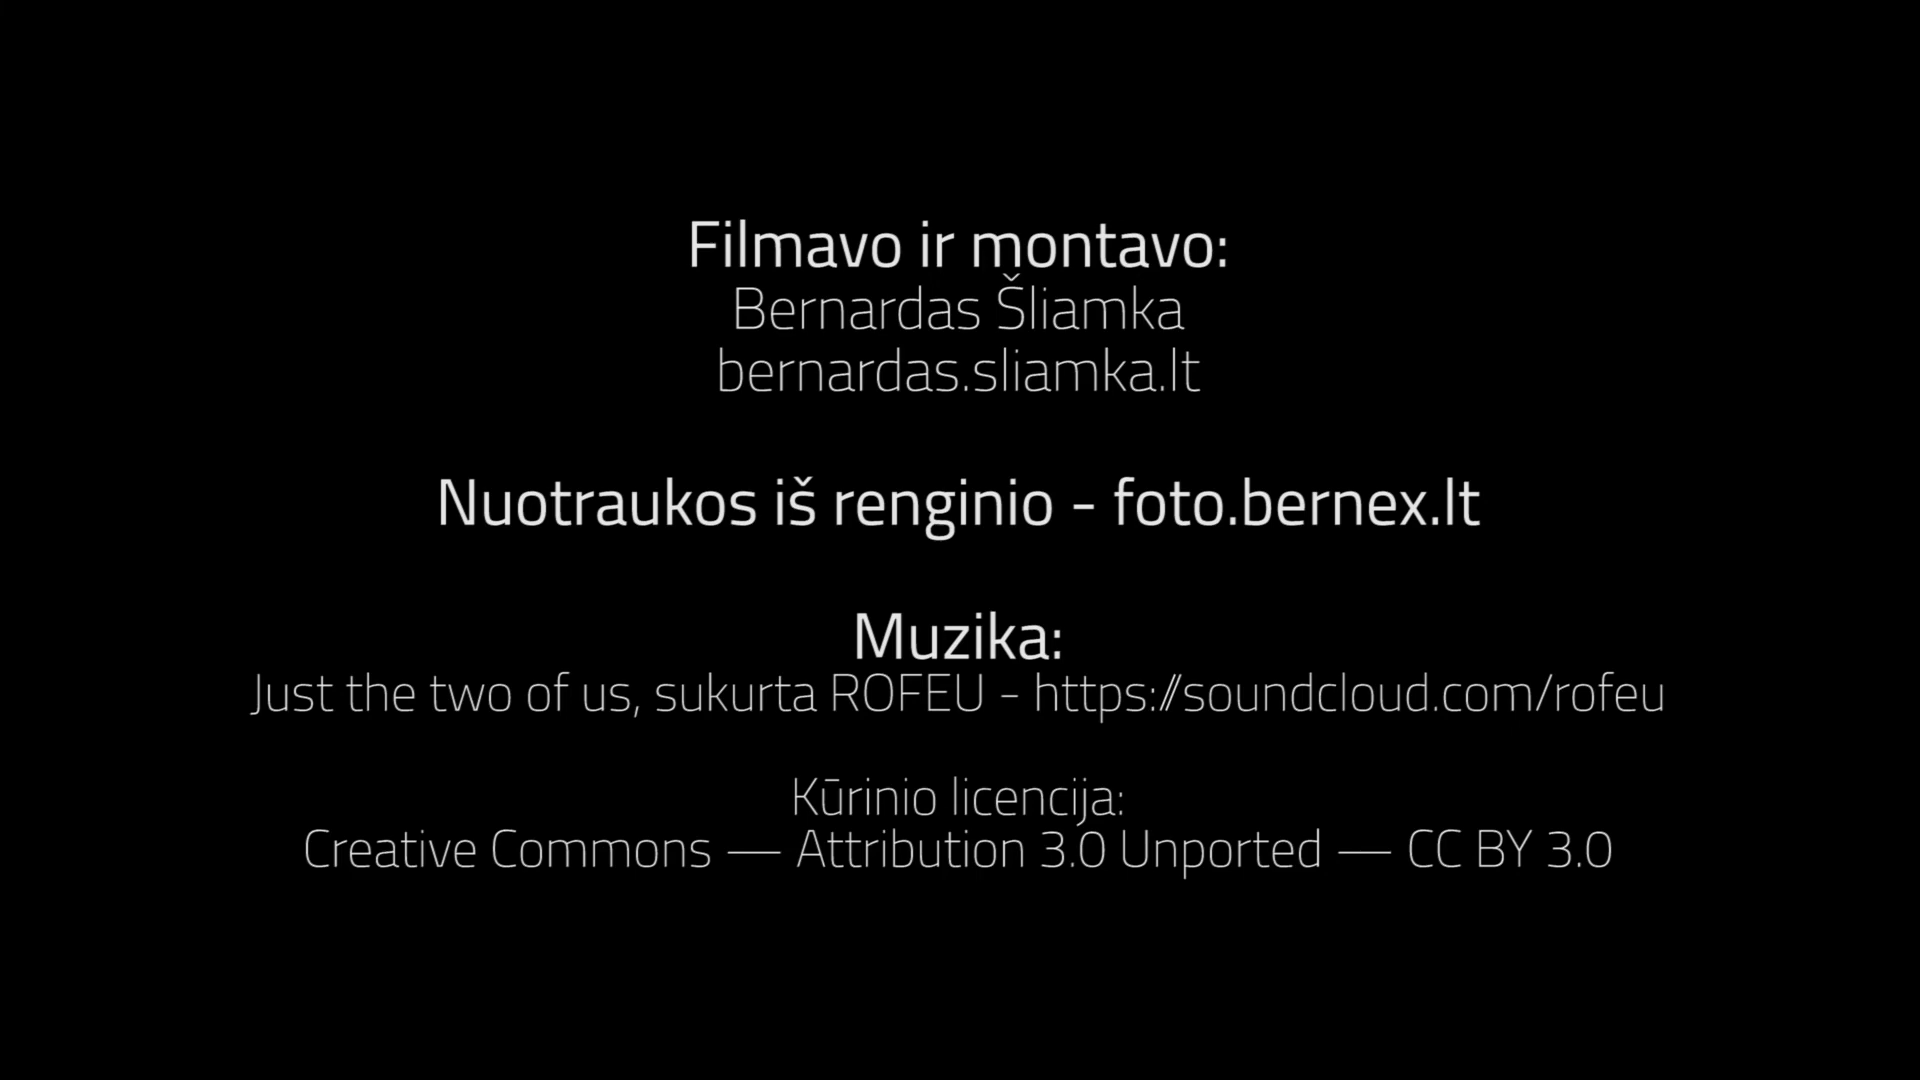 Filmavo ir montavo:
Bernardas Šliamka
bernardas.sliamka.lt
Nuotraukos iš renginio - foto.bernex.lt
Muzika:
Just the two of us, sukurta ROFEU - https://soundcloud.com/rofeu
Kūrinio licencija:
Creative Commons — Attribution 3.0 Unported — CC BY 3.0